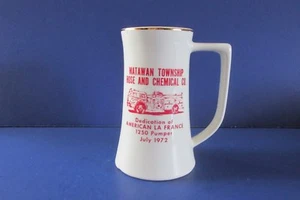 MATAWAN TOWNSHIP
HOSE AND CHEMICAL CO.
Dedication of
AMERICAN LA FRANCE
1250 Pumper
July 1972